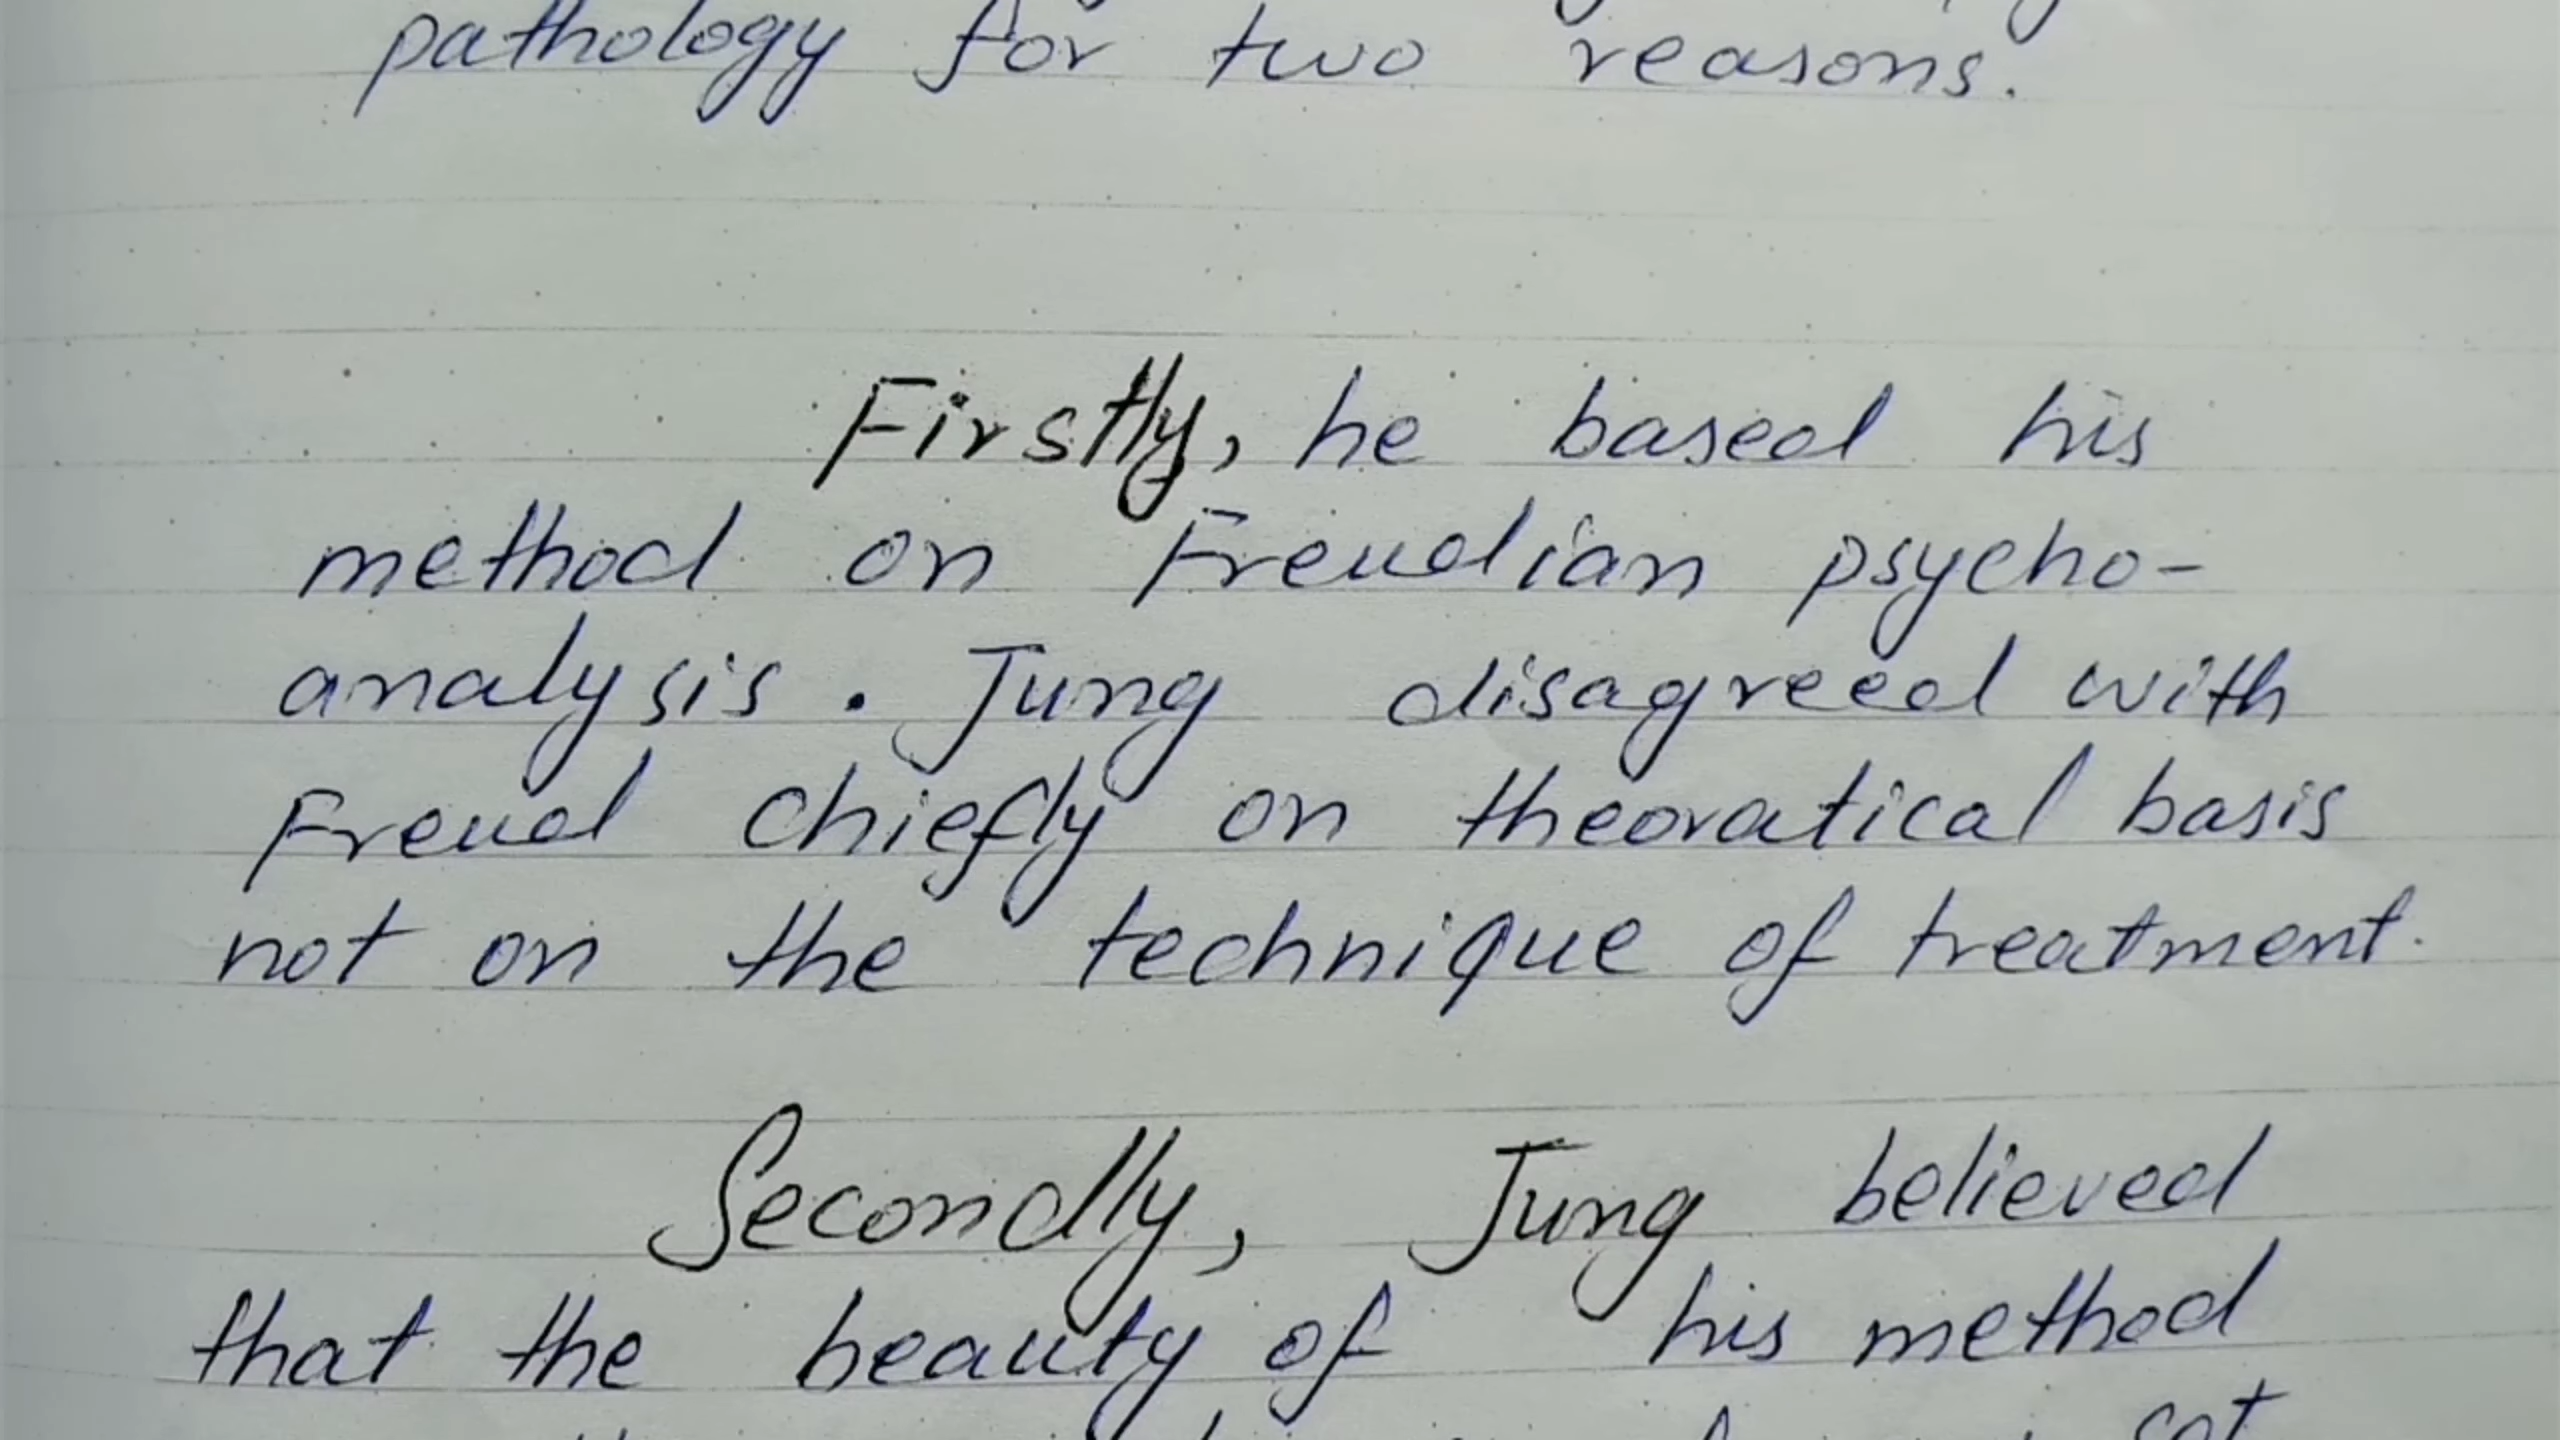 pathology for two reasons.
Firstly, he based his
method on Freudian psycho-
analysis. Jung disagreed with
Freud chiefly on theoratical basis
not on the technique of treatment.
Secondly, Jung believed
that the beauty of his method
set